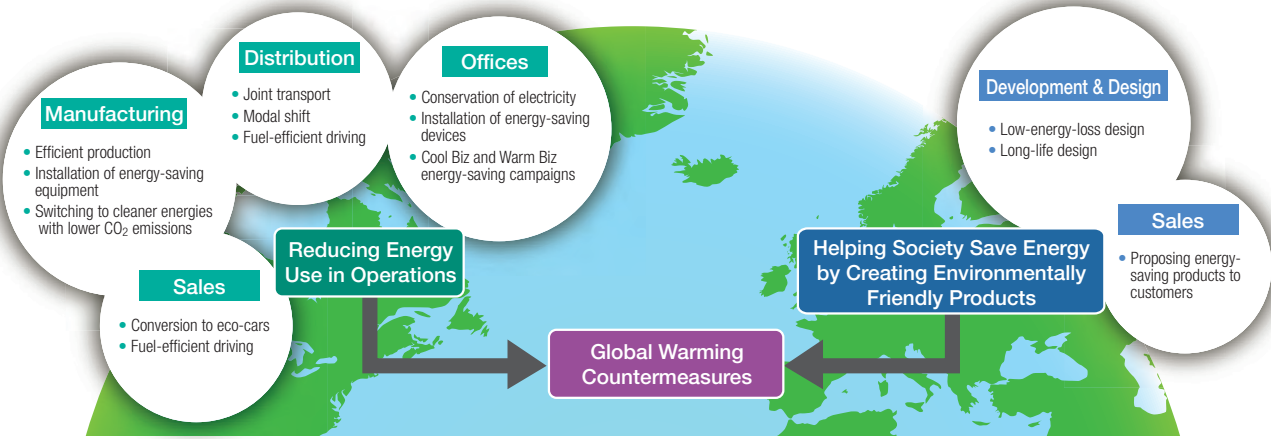 Manufacturing
• Efficient production
• Installation of energy-saving
equipment
• Switching to cleaner energies
with lower CO₂ emissions
Distribution
• Joint transport
• Modal shift
• Fuel-efficient driving
Offices
• Conservation of electricity
• Installation of energy-saving
devices
• Cool Biz and Warm Biz
energy-saving campaigns
Sales
• Conversion to eco-cars
• Fuel-efficient driving
Reducing Energy
Use in Operations
Development & Design
• Low-energy-loss design
• Long-life design
Sales
• Proposing energy-
saving products to
customers
Helping Society Save Energy
by Creating Environmentally
Friendly Products
Global Warming
Countermeasures